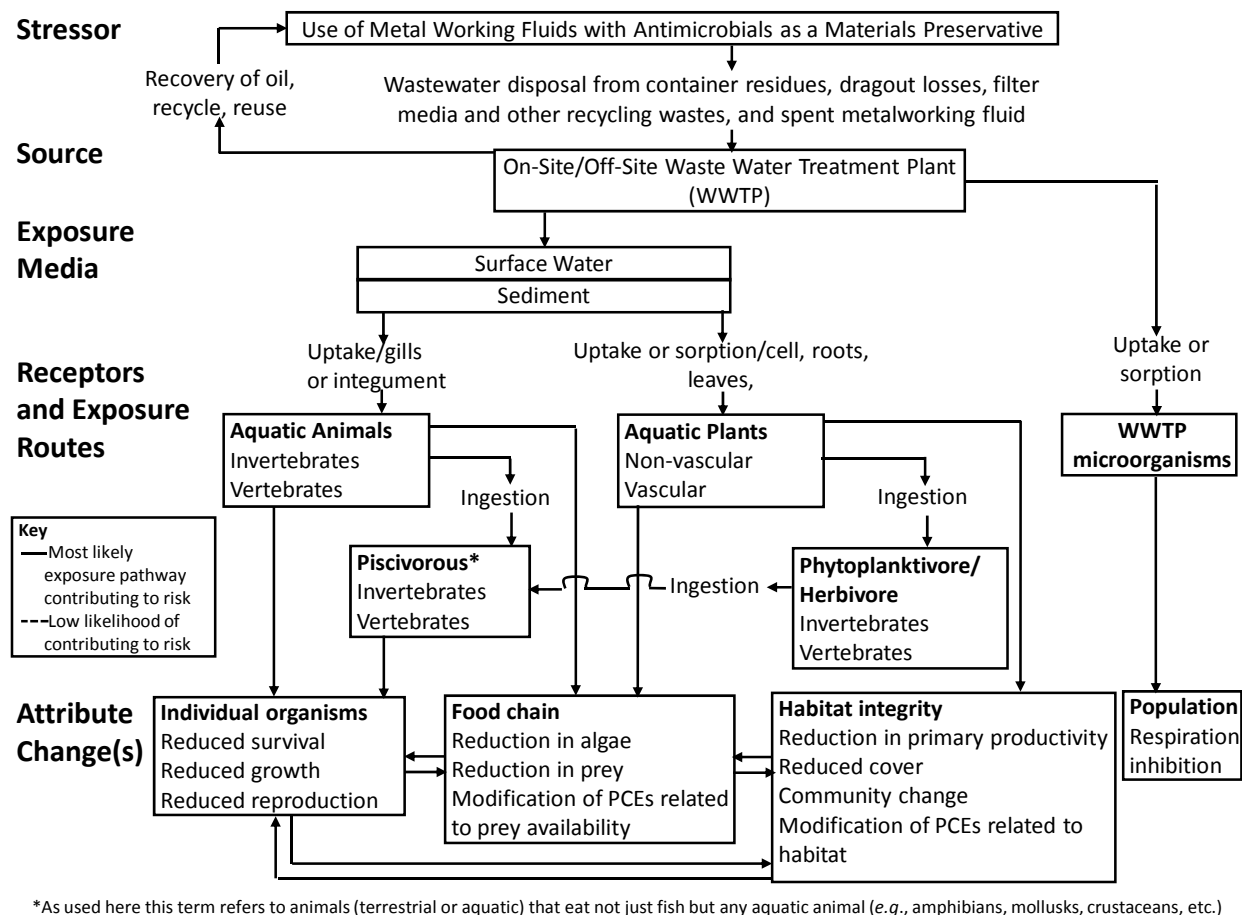 Stressor
Use of Metal Working Fluids with Antimicrobials as a Materials Preservative
Recovery of oil,
recycle, reuse
Wastewater disposal from container residues, dragout losses, filter
media and other recycling wastes, and spent metalworking fluid
Source
On-Site/Off-Site Waste Water Treatment Plant
(WWTP)
Exposure
Media
Surface Water
Sediment
Receptors
and Exposure
Routes
Uptake/gills
or integument
Uptake or sorption/cell, roots,
leaves,
Uptake or
sorption
Aquatic Animals
Invertebrates
Vertebrates
Ingestion
Aquatic Plants
Non-vascular
Vascular
Ingestion
WWTP
microorganisms
Key
Most likely
exposure pathway
contributing to risk
Low likelihood of
contributing to risk
Piscivorous*
Invertebrates
Vertebrates
Ingestion
Phytoplanktivore/
Herbivore
Invertebrates
Vertebrates
Attribute
Change(s)
Individual organisms
Reduced survival
Reduced growth
Reduced reproduction
Food chain
Reduction in algae
Reduction in prey
Modification of PCEs related
to prey availability
Habitat integrity
Reduction in primary productivity
Reduced cover
Community change
Modification of PCEs related to
habitat
Population
Respiration
inhibition
*As used here this term refers to animals (terrestrial or aquatic) that eat not just fish but any aquatic animal (e.g., amphibians, mollusks, crustaceans, etc.)